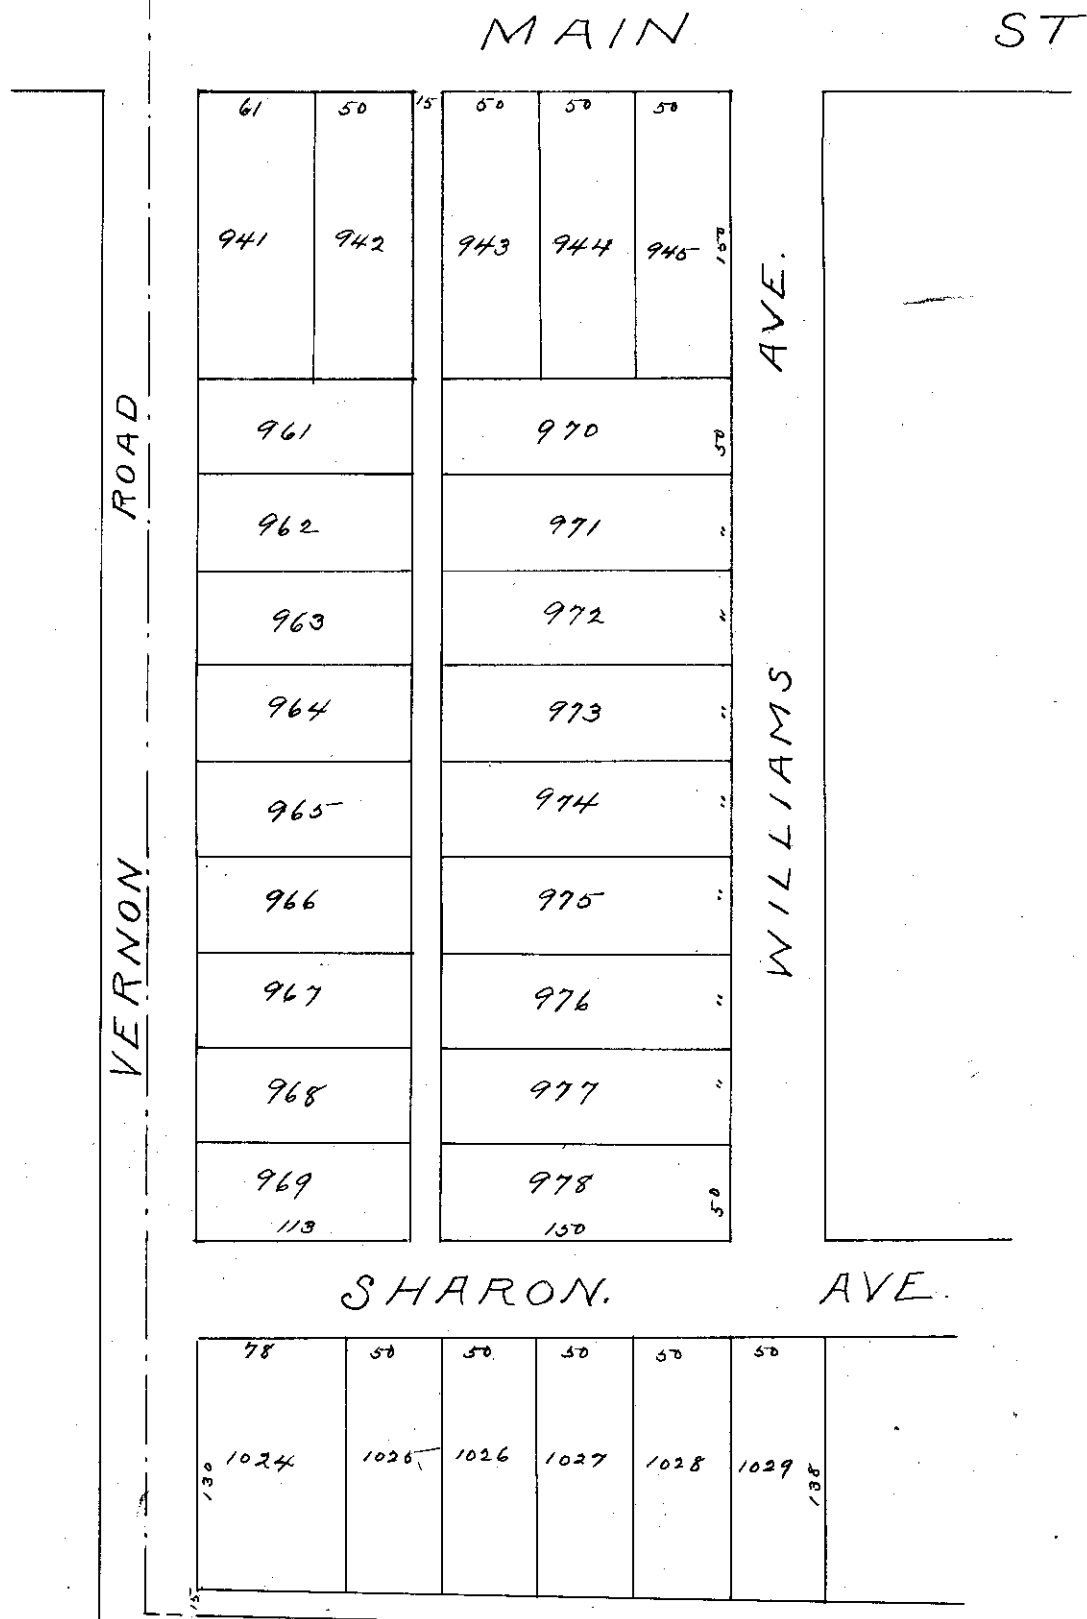 MAIN ST
61 50 15 50 50 50
941 942 943 944 945 150
AVE.
ROAD
961 970 50
962 971 "
963 972 "
964 973 "
965 974 "
966 975 "
967 976 "
968 977 "
969 978 50
113 150
WILLIAMS
VERNON
SHARON. AVE.
78 50 50 50 50 50
130 1024 1025 1026 1027 1028 1029 138
15